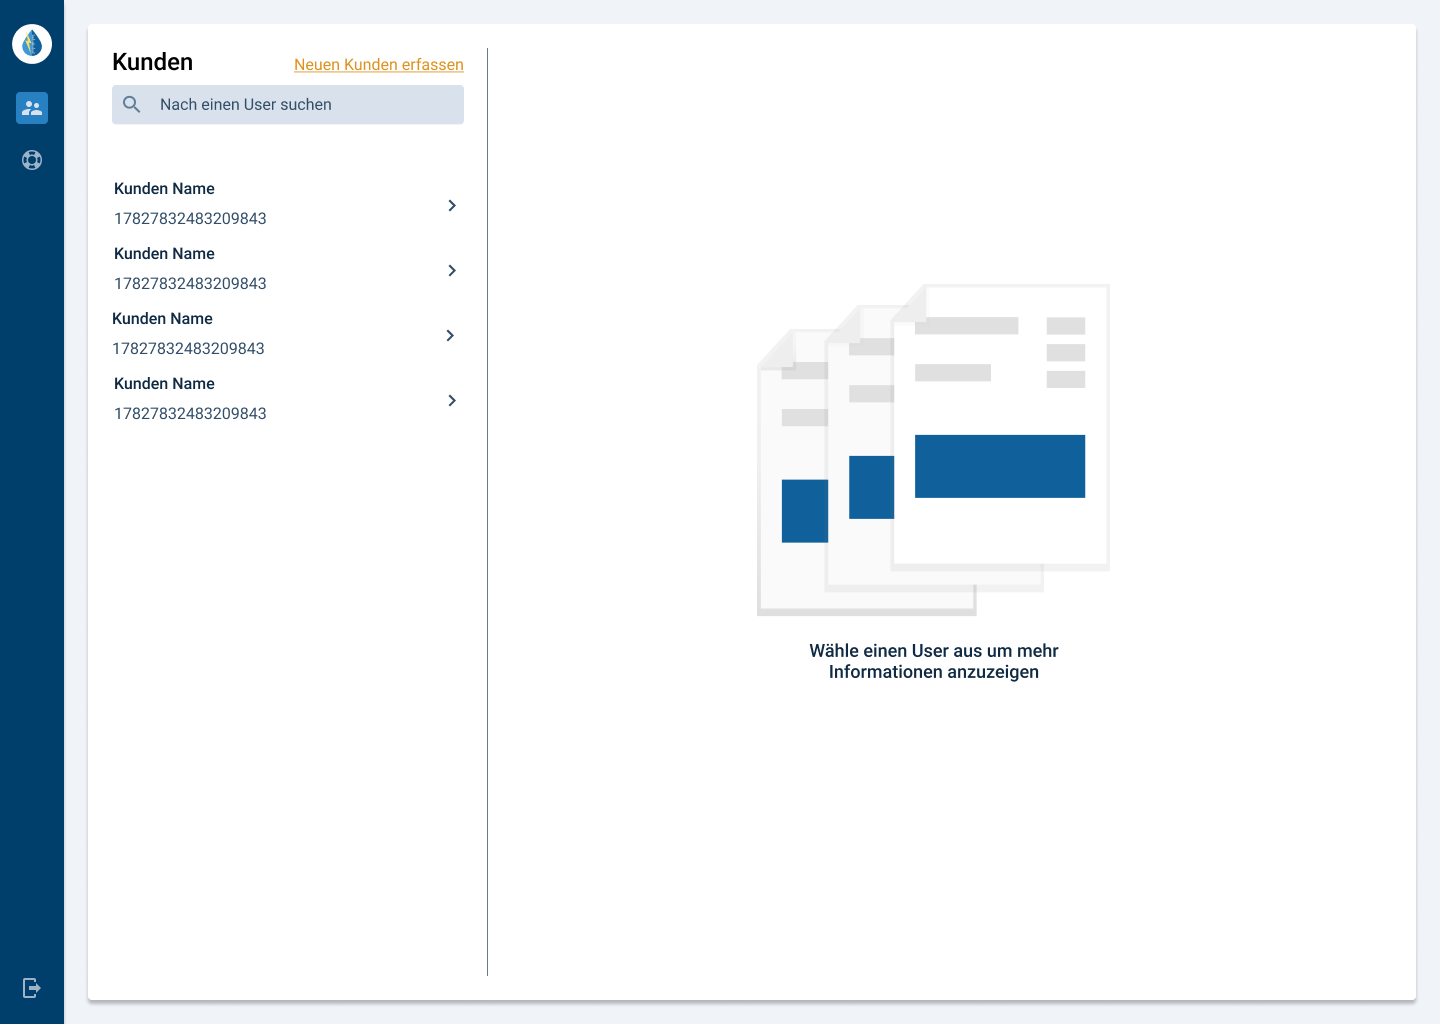 Kunden
Neuen Kunden erfassen
Nach einen User suchen
Kunden Name
17827832483209843
Kunden Name
17827832483209843
Kunden Name
17827832483209843
Kunden Name
17827832483209843
Wähle einen User aus um mehr
Informationen anzuzeigen